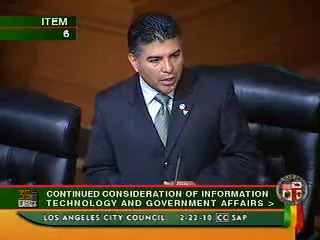 ITEM
6
CONTINUED CONSIDERATION OF INFORMATION
TECHNOLOGY AND GOVERNMENT AFFAIRS >
35
LOS ANGELES CITY COUNCIL 2-22-10 CC SAP